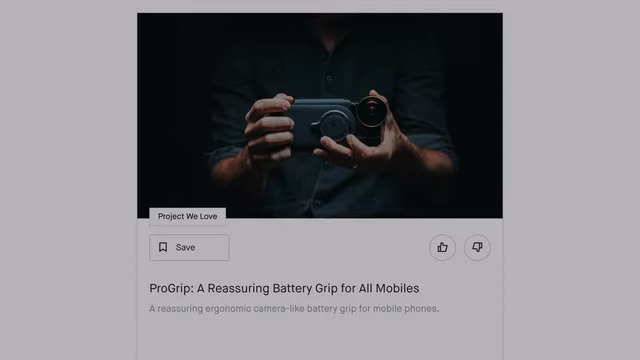 Project We Love
Save
ProGrip: A Reassuring Battery Grip for All Mobiles
A reassuring ergonomic camera-like battery grip for mobile phones.